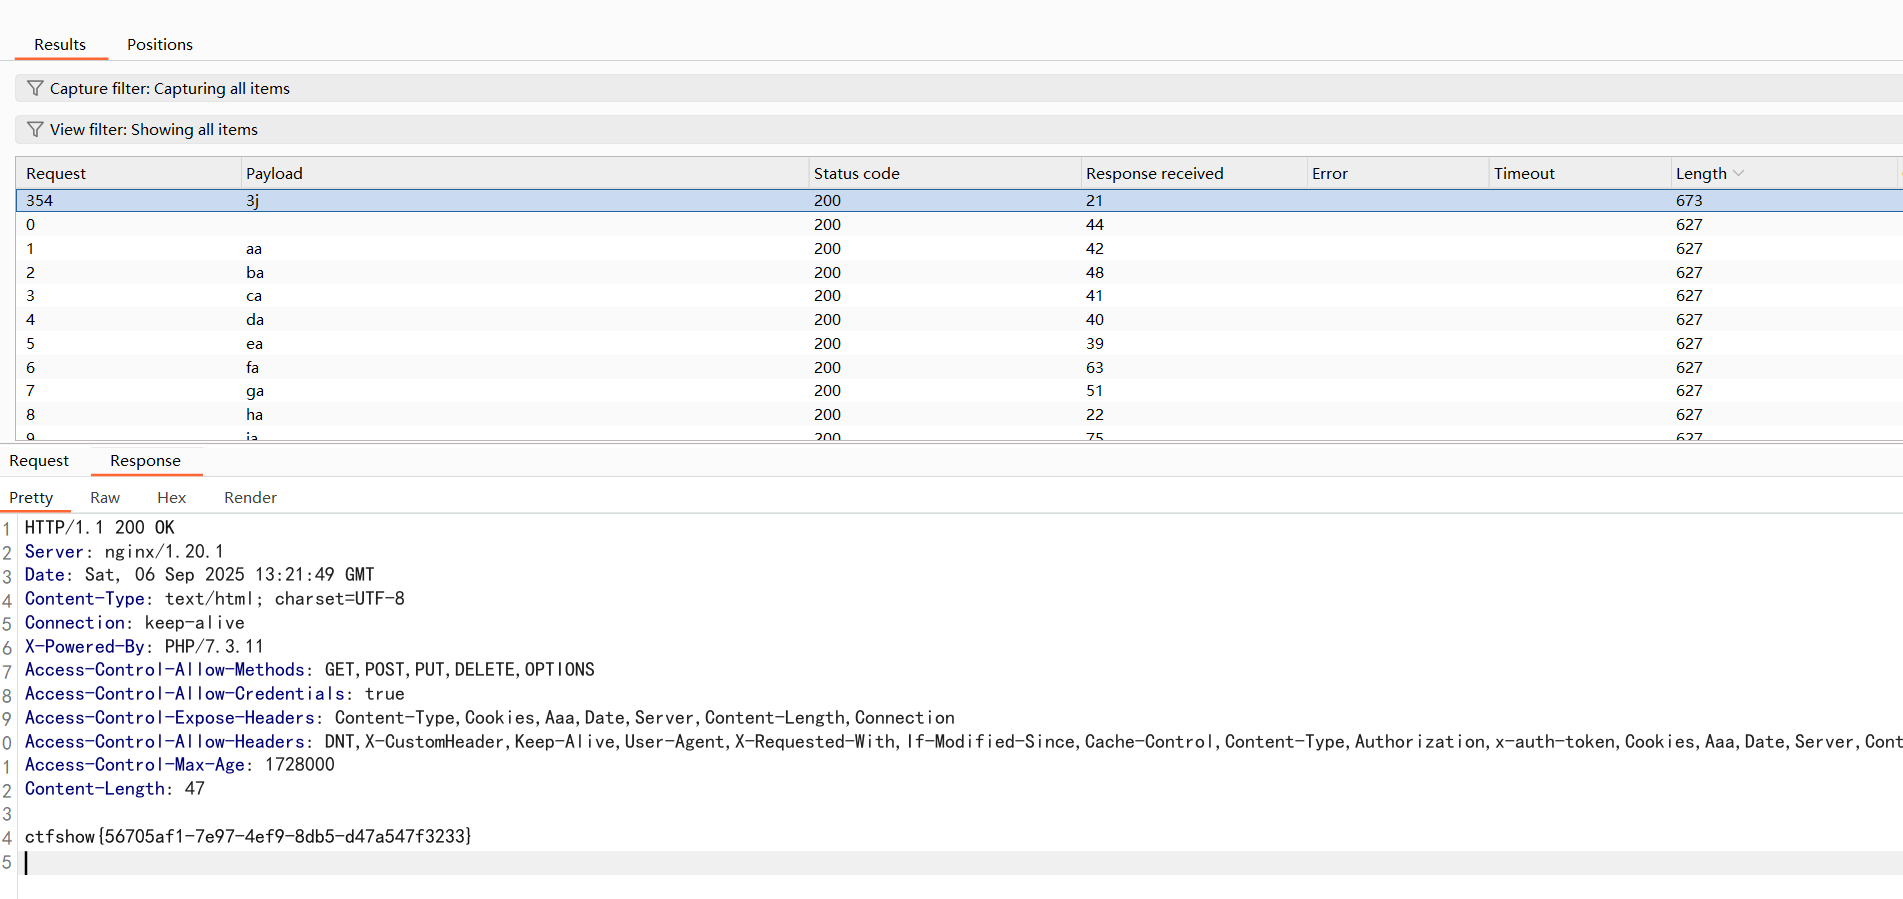 Results Positions
Capture filter: Capturing all items
View filter: Showing all items
Request Payload Status code Response received Error Timeout Length
354 3j 200 21 673
0 200 44 627
1 aa 200 42 627
2 ba 200 48 627
3 ca 200 41 627
4 da 200 40 627
5 ea 200 39 627
6 fa 200 63 627
7 ga 200 51 627
8 ha 200 22 627
9 ia 200 75 627
Request Response
Pretty Raw Hex Render
1 HTTP/1.1 200 OK
2 Server: nginx/1.20.1
3 Date: Sat, 06 Sep 2025 13:21:49 GMT
4 Content-Type: text/html; charset=UTF-8
5 Connection: keep-alive
6 X-Powered-By: PHP/7.3.11
7 Access-Control-Allow-Methods: GET,POST,PUT,DELETE,OPTIONS
8 Access-Control-Allow-Credentials: true
9 Access-Control-Expose-Headers: Content-Type,Cookies,Aaa,Date,Server,Content-Length,Connection
0 Access-Control-Allow-Headers: DNT,X-CustomHeader,Keep-Alive,User-Agent,X-Requested-With,If-Modified-Since,Cache-Control,Content-Type,Authorization,x-auth-token,Cookies,Aaa,Date,Server,Cont
1 Access-Control-Max-Age: 1728000
2 Content-Length: 47
3
4 ctfshow{56705af1-7e97-4ef9-8db5-d47a547f3233}
5